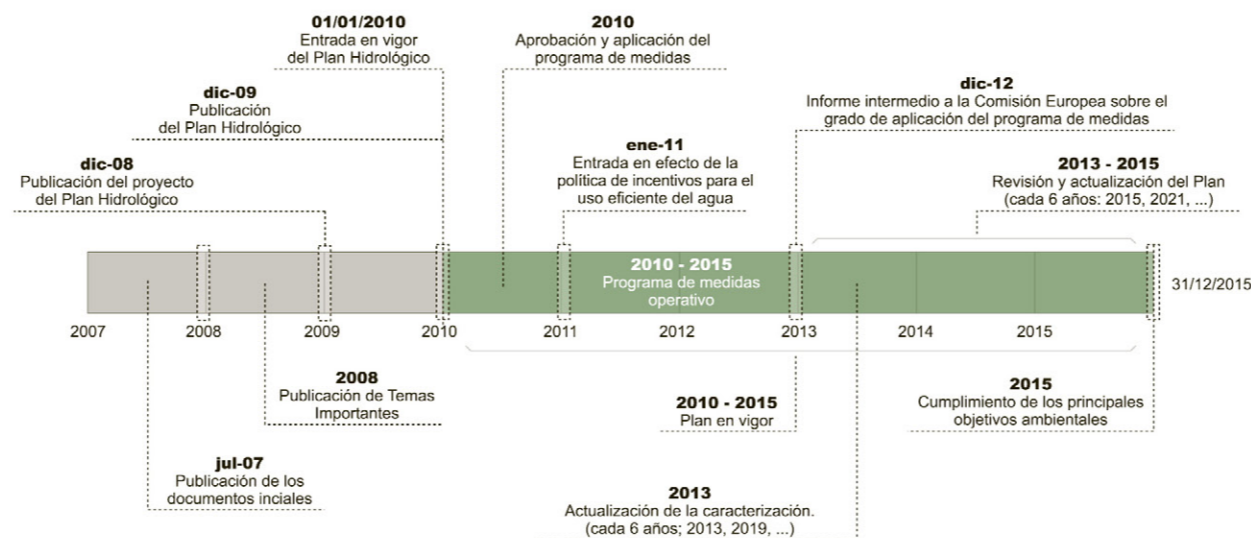 01/01/2010
Entrada en vigor
del Plan Hidrológico
2010
Aprobación y aplicación del
programa de medidas
dic-09
Publicación
del Plan Hidrológico
dic-12
Informe intermedio a la Comisión Europea sobre el
grado de aplicación del programa de medidas
dic-08
Publicación del proyecto
del Plan Hidrológico
ene-11
Entrada en efecto de la
política de incentivos para el
uso eficiente del agua
2013 - 2015
Revisión y actualización del Plan
(cada 6 años: 2015, 2021, ...)
2010 - 2015
Programa de medidas
operativo
31/12/2015
2007
2008
2009
2010
2011
2012
2013
2014
2015
2008
Publicación de Temas
Importantes
2010 - 2015
Plan en vigor
2015
Cumplimiento de los principales
objetivos ambientales
jul-07
Publicación de los
documentos inciales
2013
Actualización de la caracterización.
(cada 6 años; 2013, 2019, ...)